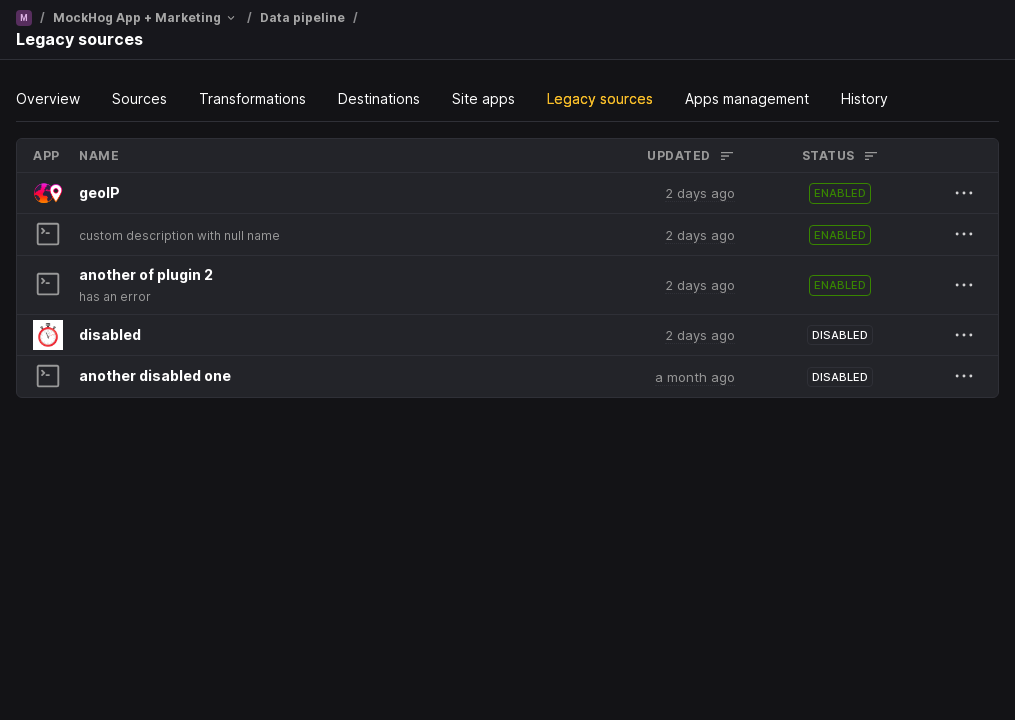 M / MockHog App + Marketing / Data pipeline /
Legacy sources
Overview Sources Transformations Destinations Site apps Legacy sources Apps management History
APP NAME UPDATED STATUS
geoIP 2 days ago ENABLED
custom description with null name 2 days ago ENABLED
another of plugin 2
has an error 2 days ago ENABLED
disabled 2 days ago DISABLED
another disabled one a month ago DISABLED